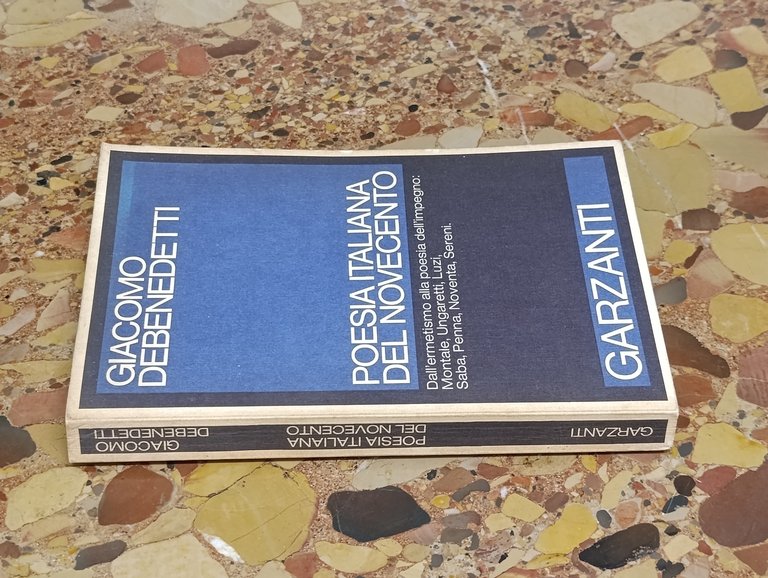 GIACOMO
DEBENEDETTI
POESIA ITALIANA
DEL NOVECENTO
Dall'ermetismo alla poesia dell'impegno:
Montale, Ungaretti, Luzi,
Saba, Penna, Noventa, Sereni.
GARZANTI
GIACOMO
DEBENEDETTI
POESIA ITALIANA
DEL NOVECENTO
GARZANTI